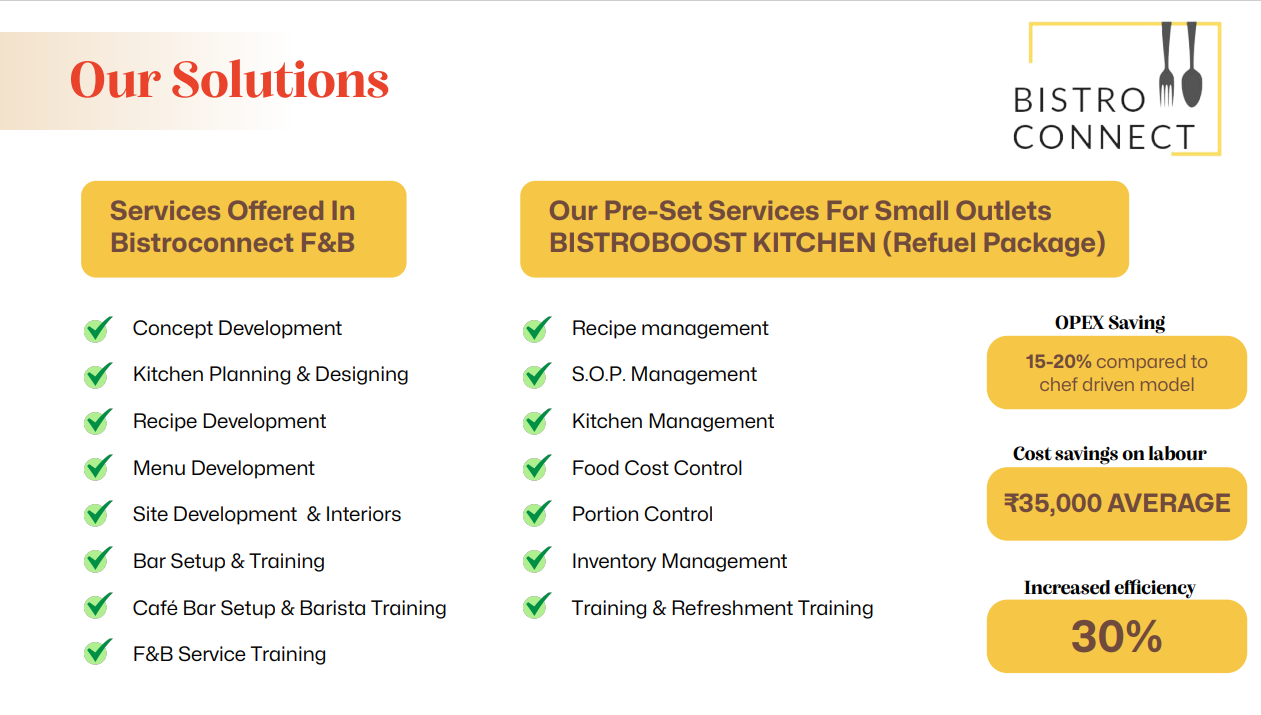 Our Solutions
BISTRO
CONNECT
Services Offered In
Bistroconnect F&B
Concept Development
Kitchen Planning & Designing
Recipe Development
Menu Development
Site Development  & Interiors
Bar Setup & Training
Café Bar Setup & Barista Training
F&B Service Training
Our Pre-Set Services For Small Outlets
BISTROBOOST KITCHEN (Refuel Package)
Recipe management
S.O.P. Management
Kitchen Management
Food Cost Control
Portion Control
Inventory Management
Training & Refreshment Training
OPEX Saving
15-20% compared to
chef driven model
Cost savings on labour
₹35,000 AVERAGE
Increased efficiency
30%